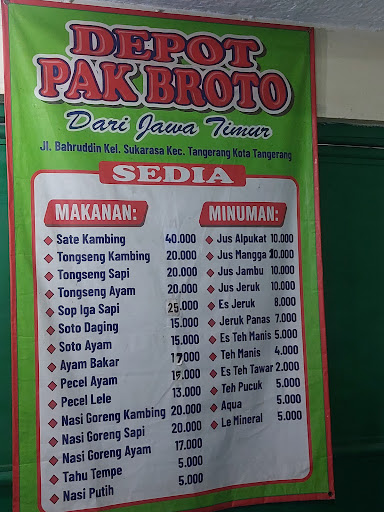 DEPOT
PAK BROTO
Dari Jawa Timur
Jl. Bahruddin Kel. Sukarasa Kec. Tangerang Kota Tangerang
SEDIA
MAKANAN:
Sate Kambing 40.000
Tongseng Kambing 20.000
Tongseng Sapi 20.000
Tongseng Ayam 20.000
Sop Iga Sapi 25.000
Soto Daging 15.000
Soto Ayam 15.000
Ayam Bakar 17.000
Pecel Ayam 15.000
Pecel Lele 13.000
Nasi Goreng Kambing 20.000
Nasi Goreng Sapi 20.000
Nasi Goreng Ayam 17.000
Tahu Tempe 5.000
Nasi Putih 5.000
MINUMAN:
Jus Alpukat 10.000
Jus Mangga 10.000
Jus Jambu 10.000
Jus Jeruk 10.000
Es Jeruk 8.000
Jeruk Panas 7.000
Es Teh Manis 5.000
Teh Manis 4.000
Es Teh Tawar 2.000
Teh Pucuk 5.000
Aqua 5.000
Le Mineral 5.000